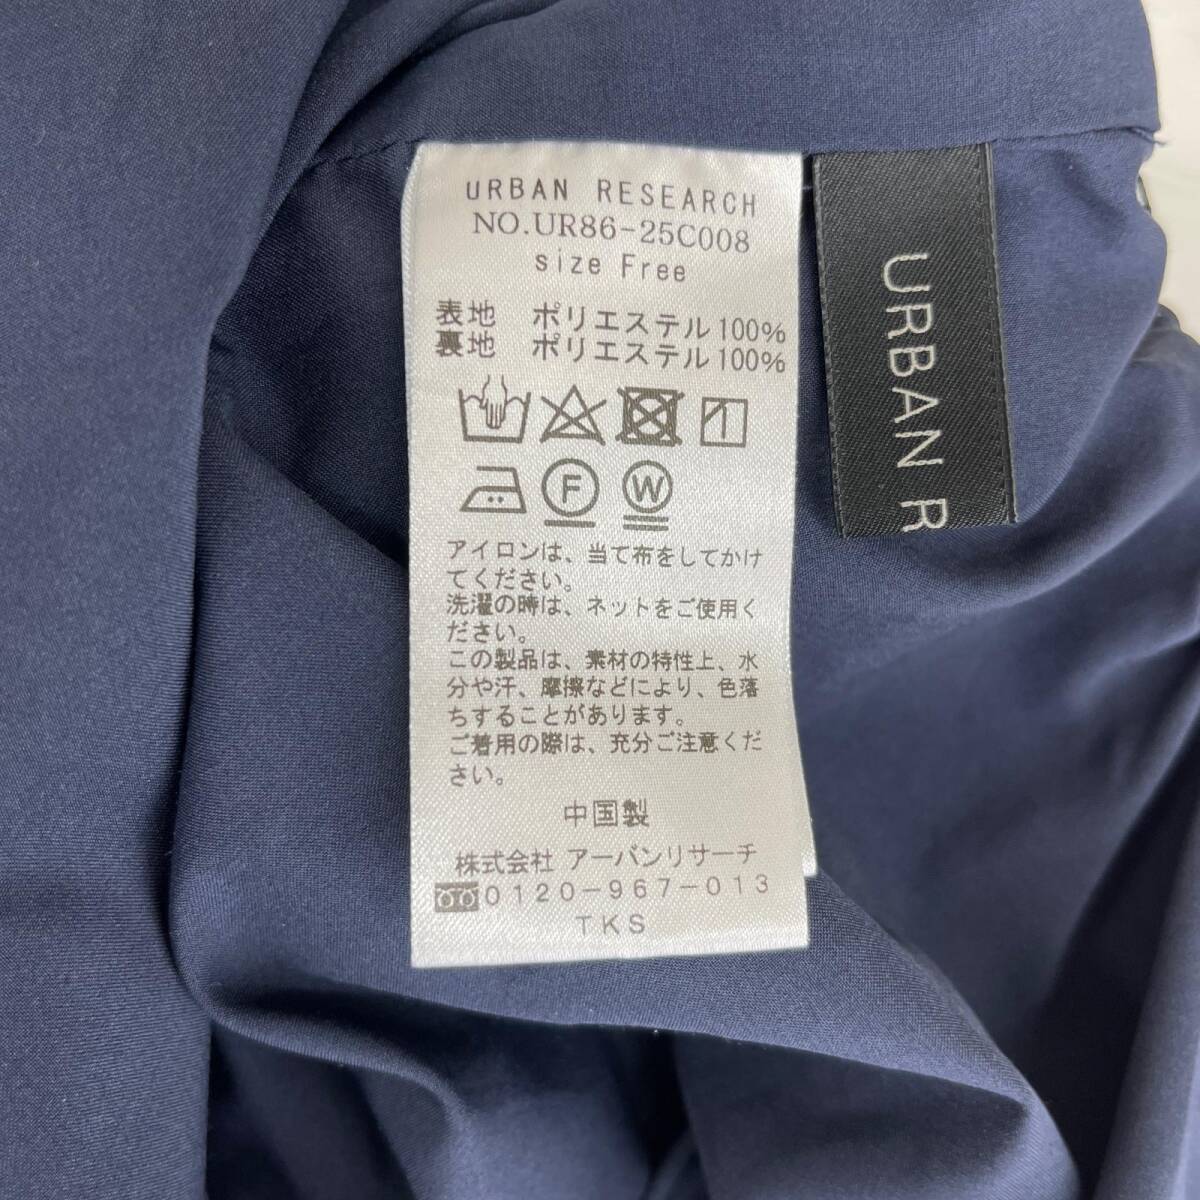 URBAN RESEARCH
NO.UR86-25C008
size Free
表地 ポリエステル100%
裏地 ポリエステル100%
F W
アイロンは、当て布をしてかけ
てください。
洗濯の時は、ネットをご使用く
ださい。
この製品は、素材の特性上、水
分や汗、摩擦などにより、色落
ちすることがあります。
ご着用の際は、充分ご注意くだ
さい。
中国製
株式会社 アーバンリサーチ
0120-967-013
TKS
URBAN R